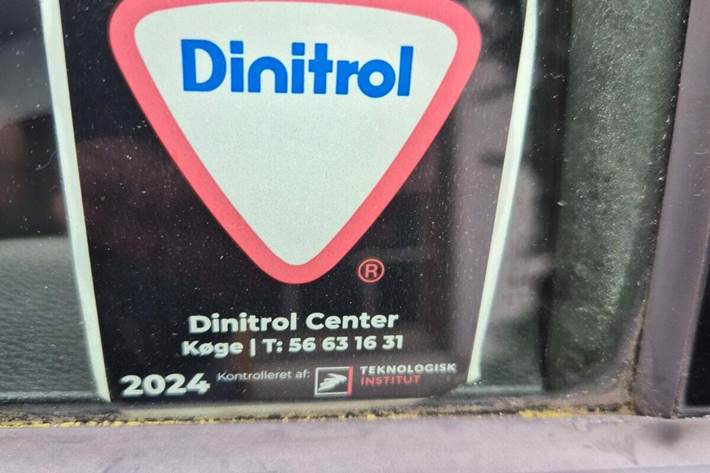 Dinitrol
®
Dinitrol Center
Køge | T: 56 63 16 31
2024 Kontrolleret af: TEKNOLOGISK
INSTITUT